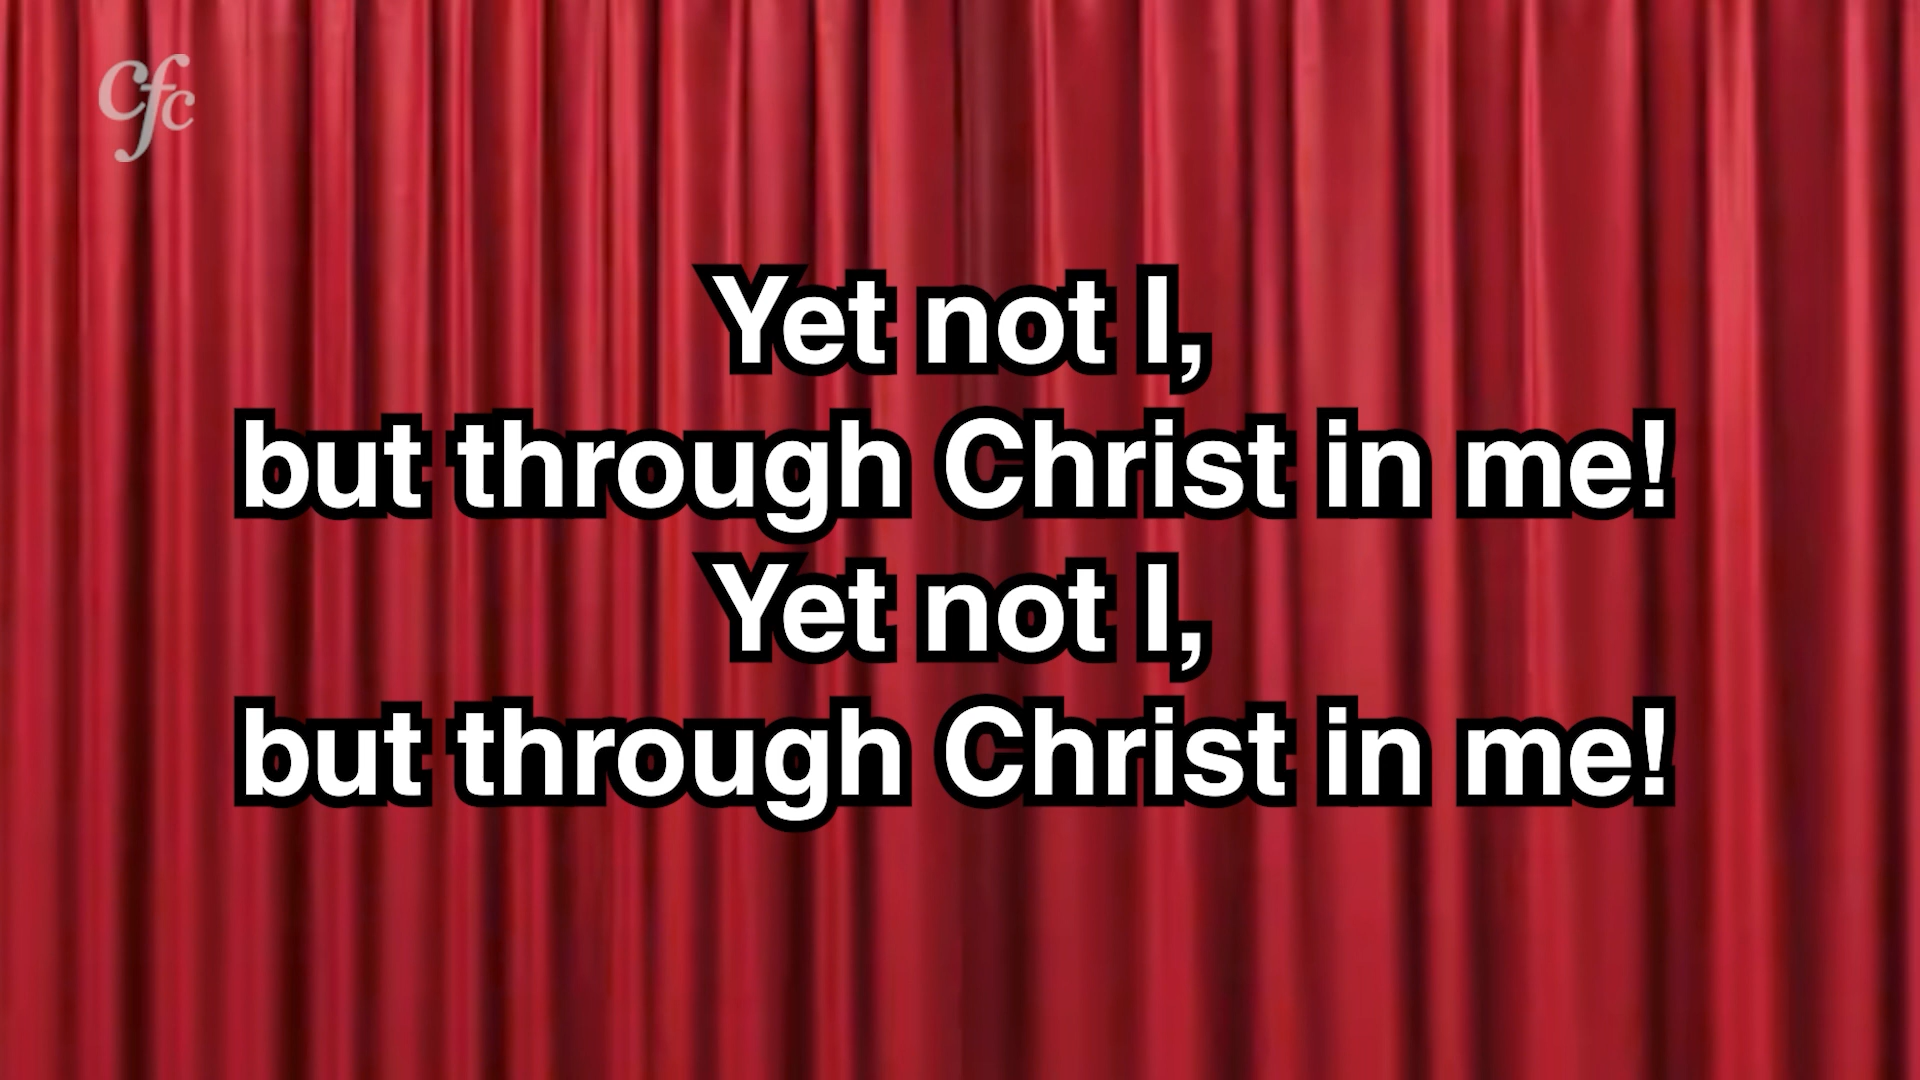 cfc
Yet not I,
but through Christ in me!
Yet not I,
but through Christ in me!